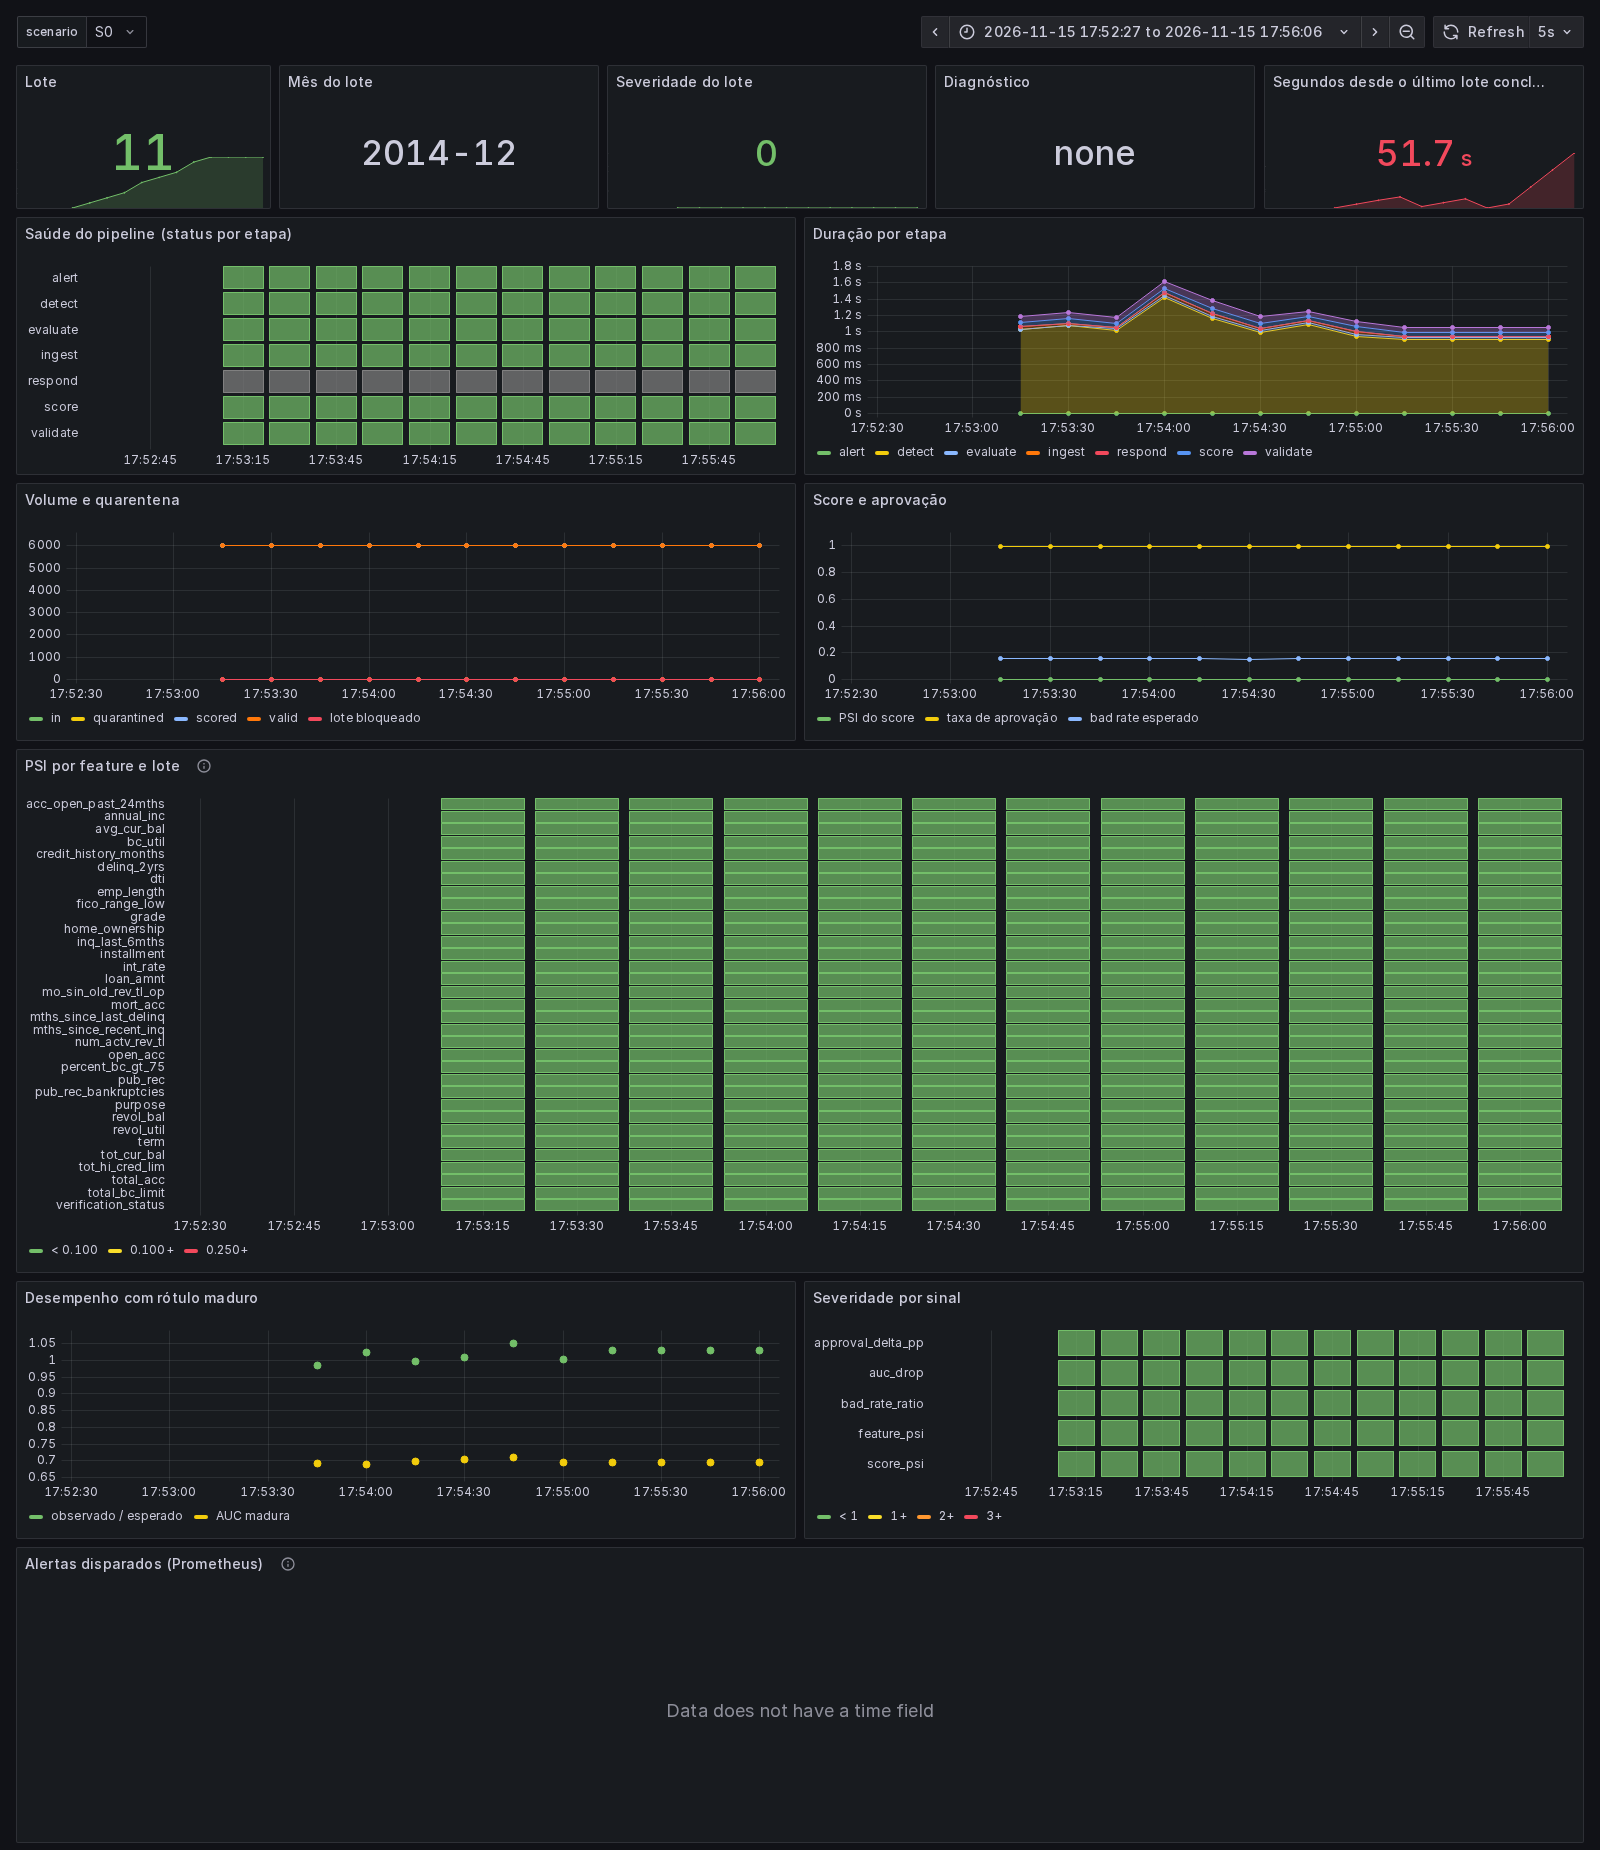 scenario S0 2026-11-15 17:52:27 to 2026-11-15 17:56:06 Refresh 5s
Lote
11
Mês do lote
2014-12
Severidade do lote
0
Diagnóstico
none
Segundos desde o último lote concl...
51.7 s
Saúde do pipeline (status por etapa)
alert
detect
evaluate
ingest
respond
score
validate
17:52:45 17:53:15 17:53:45 17:54:15 17:54:45 17:55:15 17:55:45
Duração por etapa
1.8 s
1.6 s
1.4 s
1.2 s
1 s
800 ms
600 ms
400 ms
200 ms
0 s
17:52:30 17:53:00 17:53:30 17:54:00 17:54:30 17:55:00 17:55:30 17:56:00
alert detect evaluate ingest respond score validate
Volume e quarentena
6000
5000
4000
3000
2000
1000
0
17:52:30 17:53:00 17:53:30 17:54:00 17:54:30 17:55:00 17:55:30 17:56:00
in quarantined scored valid lote bloqueado
Score e aprovação
1
0.8
0.6
0.4
0.2
0
17:52:30 17:53:00 17:53:30 17:54:00 17:54:30 17:55:00 17:55:30 17:56:00
PSI do score taxa de aprovação bad rate esperado
PSI por feature e lote
acc_open_past_24mths
annual_inc
avg_cur_bal
bc_util
credit_history_months
delinq_2yrs
dti
emp_length
fico_range_low
grade
home_ownership
inq_last_6mths
installment
int_rate
loan_amnt
mo_sin_old_rev_tl_op
mort_acc
mths_since_last_delinq
mths_since_recent_inq
num_actv_rev_tl
open_acc
percent_bc_gt_75
pub_rec
pub_rec_bankruptcies
purpose
revol_bal
revol_util
term
tot_cur_bal
tot_hi_cred_lim
total_acc
total_bc_limit
verification_status
17:52:30 17:52:45 17:53:00 17:53:15 17:53:30 17:53:45 17:54:00 17:54:15 17:54:30 17:54:45 17:55:00 17:55:15 17:55:30 17:55:45 17:56:00
< 0.100 0.100+ 0.250+
Desempenho com rótulo maduro
1.05
1
0.95
0.9
0.85
0.8
0.75
0.7
0.65
17:52:30 17:53:00 17:53:30 17:54:00 17:54:30 17:55:00 17:55:30 17:56:00
observado / esperado AUC madura
Severidade por sinal
approval_delta_pp
auc_drop
bad_rate_ratio
feature_psi
score_psi
17:52:45 17:53:15 17:53:45 17:54:15 17:54:45 17:55:15 17:55:45
< 1 1+ 2+ 3+
Alertas disparados (Prometheus)
Data does not have a time field